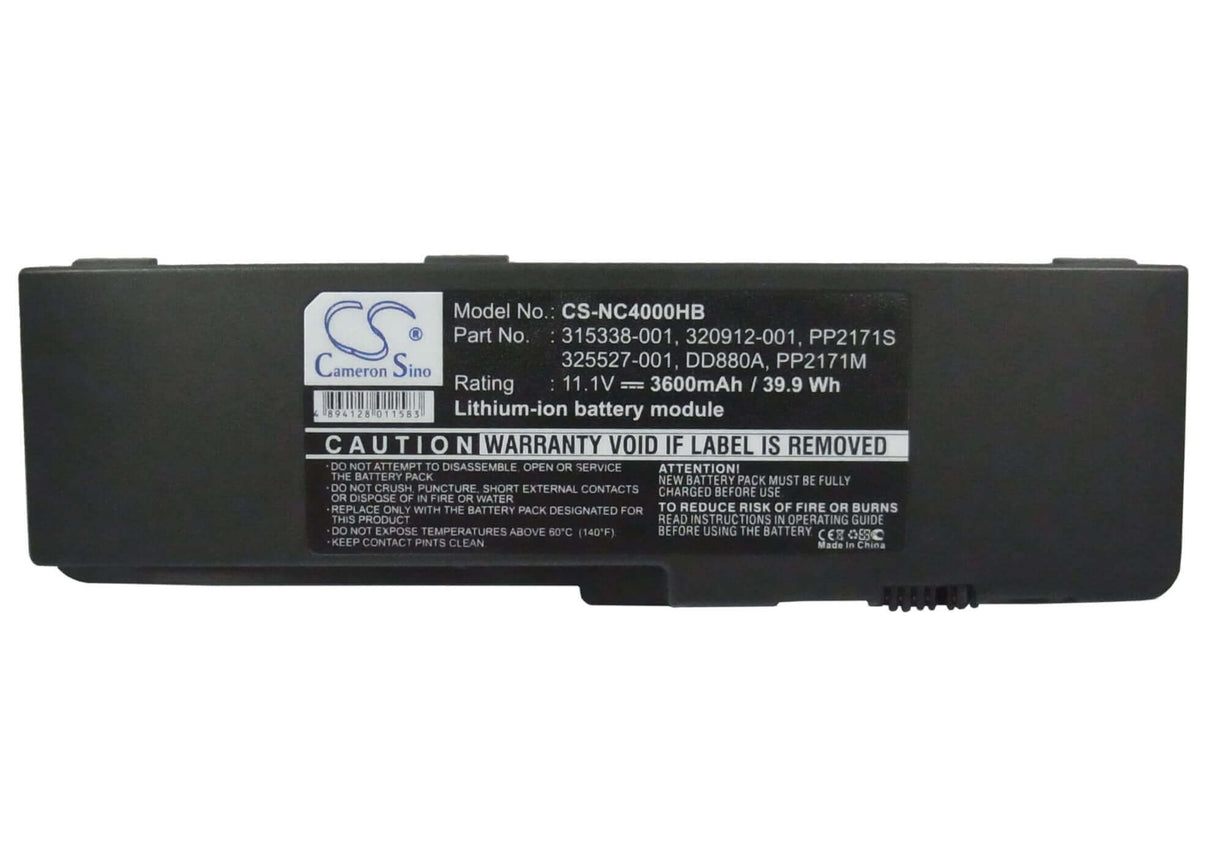 CS®
Cameron Sino
4 894128 011583
Model No.: CS-NC4000HB
Part No. : 315338-001, 320912-001, PP2171S
325527-001, DD880A, PP2171M
Rating : 11.1V 3600mAh / 39.9 Wh
Lithium-ion battery module
CAUTION WARRANTY VOID IF LABEL IS REMOVED
·DO NOT ATTEMPT TO DISASSEMBLE, OPEN OR SERVICE
THE BATTERY PACK
·DO NOT CRUSH, PUNCTURE, SHORT EXTERNAL CONTACTS
OR DISPOSE OF IN FIRE OR WATER
·REPLACE ONLY WITH THE BATTERY PACK DESIGNATED FOR
THIS PRODUCT
·DO NOT EXPOSE TEMPERATURES ABOVE 60°C (140°F)
·KEEP CONTACT PINTS CLEAN
ATTENTION!
NEW BATTERY PACK MUST BE FULLY
CHARGED BEFORE USE
TO REDUCE RISK OF FIRE OR BURNS
READ INSTRUCTIONS IN OPERATING GUIDE
BEFORE USING THE BATTERY.
CE
Made In China